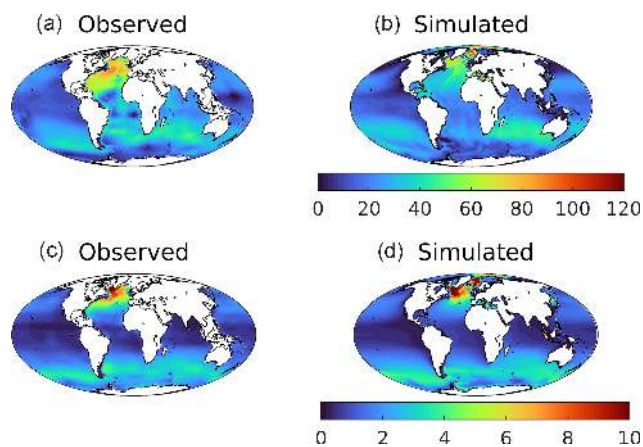 (a) Observed
(b) Simulated
0 20 40 60 80 100 120
(c) Observed
(d) Simulated
0 2 4 6 8 10